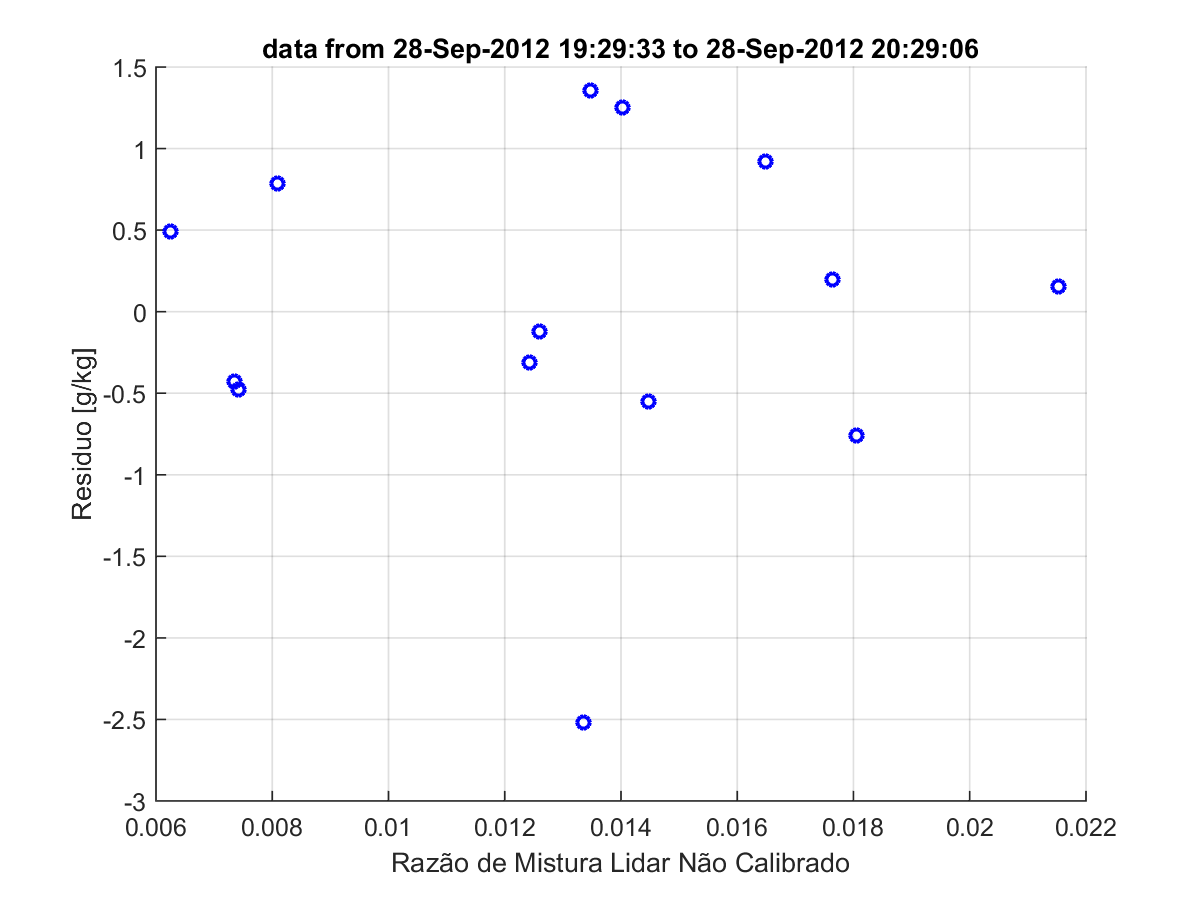 data from 28-Sep-2012 19:29:33 to 28-Sep-2012 20:29:06
1.5
1
0.5
0
-0.5
-1
-1.5
-2
-2.5
-3
Residuo [g/kg]
0.006 0.008 0.01 0.012 0.014 0.016 0.018 0.02 0.022
Razão de Mistura Lidar Não Calibrado